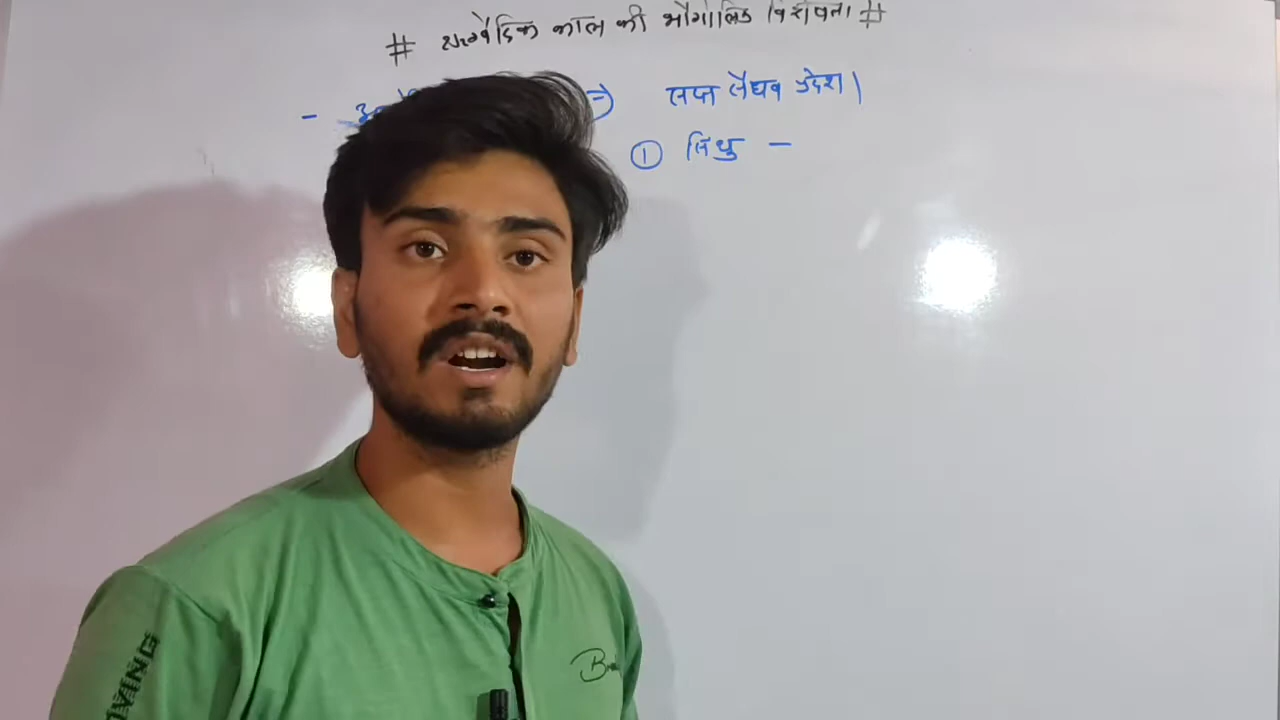 # ऋग्वैदिक काल की भौगोलिक विशेषता #
- ⇒ सप्त सैंधव प्रदेश।
① सिंधु -